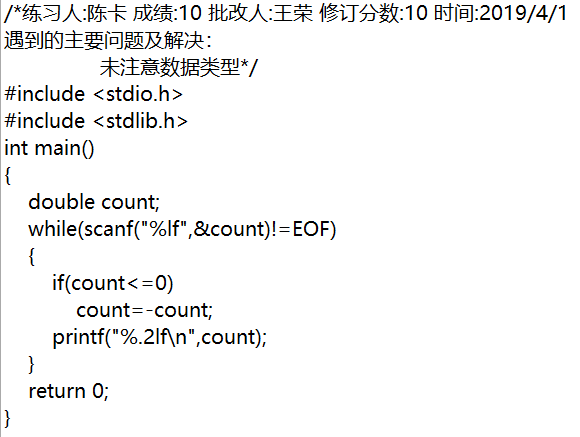 /*练习人:陈卡 成绩:10 批改人:王荣 修订分数:10 时间:2019/4/1
遇到的主要问题及解决：
未注意数据类型*/
#include <stdio.h>
#include <stdlib.h>
int main()
{
    double count;
    while(scanf("%lf",&count)!=EOF)
    {
        if(count<=0)
            count=-count;
        printf("%.2lf\n",count);
    }
    return 0;
}